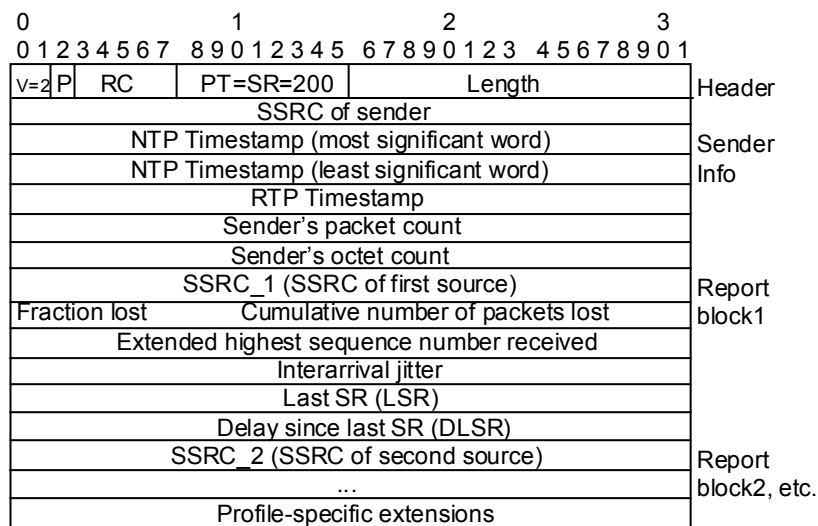 0 1 2 3
0 1 2 3 4 5 6 7 8 9 0 1 2 3 4 5 6 7 8 9 0 1 2 3 4 5 6 7 8 9 0 1
V=2 P RC PT=SR=200 Length Header
SSRC of sender
NTP Timestamp (most significant word) Sender
NTP Timestamp (least significant word) Info
RTP Timestamp
Sender's packet count
Sender's octet count
SSRC_1 (SSRC of first source) Report
Fraction lost Cumulative number of packets lost block1
Extended highest sequence number received
Interarrival jitter
Last SR (LSR)
Delay since last SR (DLSR)
SSRC_2 (SSRC of second source) Report
... block2, etc.
Profile-specific extensions